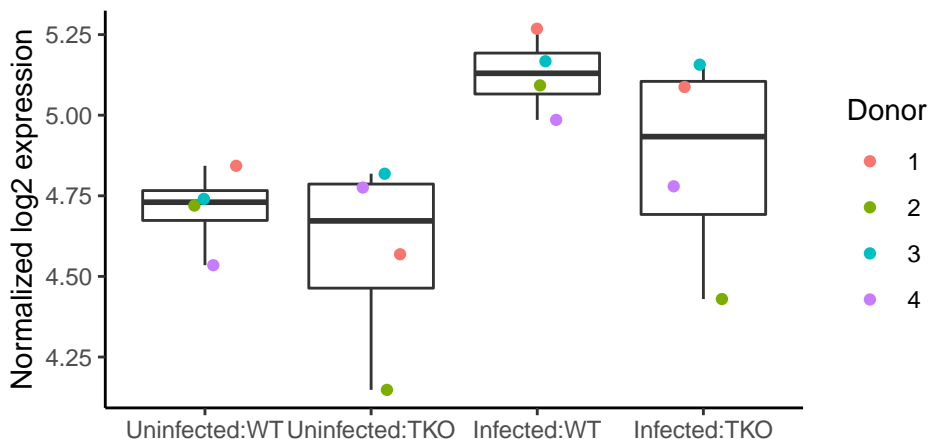 Normalized log2 expression
5.25
5.00
4.75
4.50
4.25
Uninfected:WT
Uninfected:TKO
Infected:WT
Infected:TKO
Donor
1
2
3
4